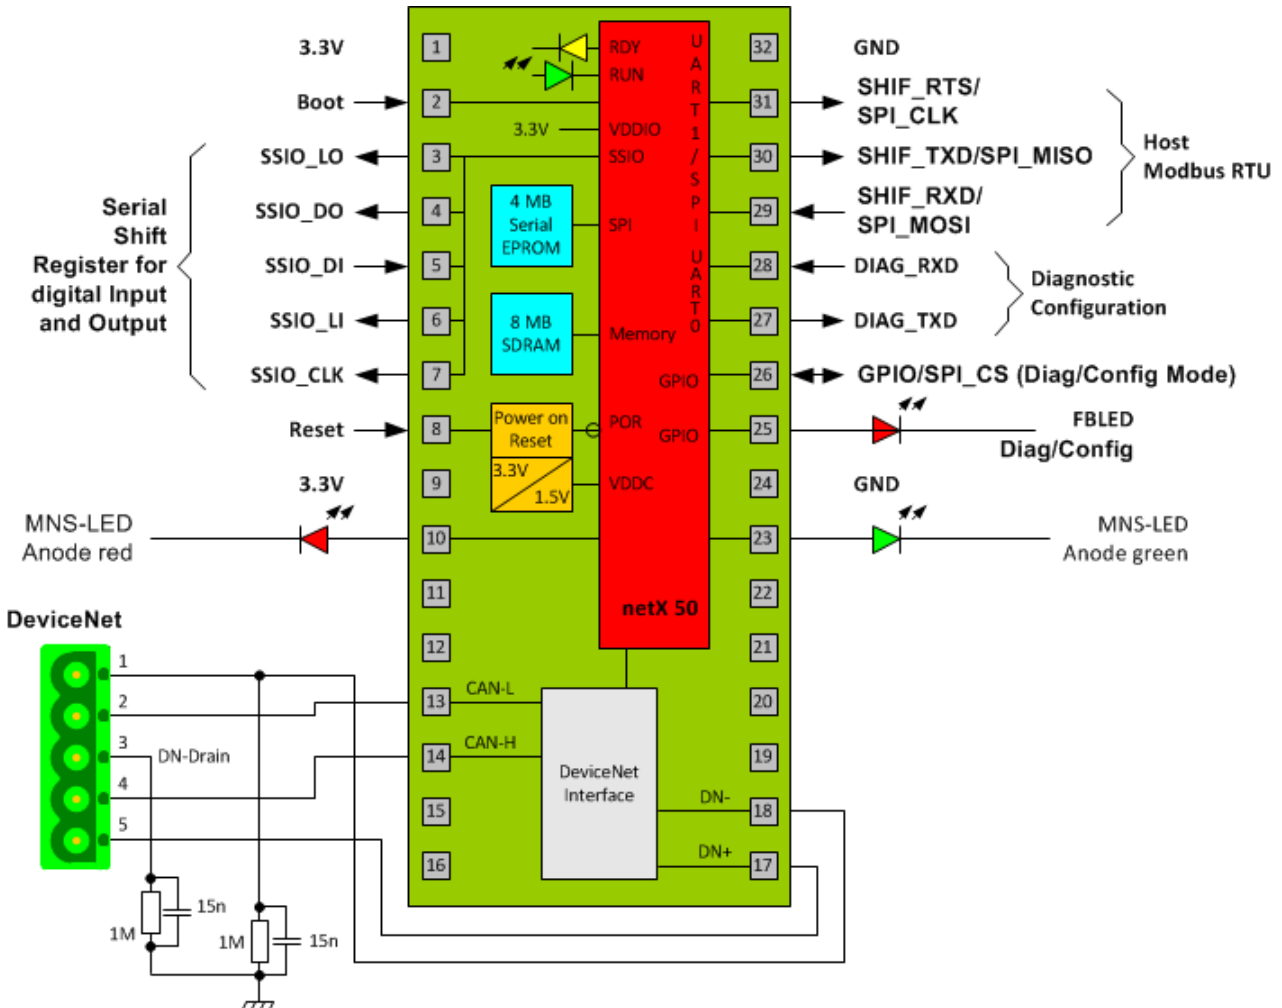 3.3V
1
RDY
RUN
UART1/SPI
32
GND
Boot
2
31
SHIF_RTS/
SPI_CLK
3.3V
VDDIO
SSIO_LO
3
SSIO
30
SHIF_TXD/SPI_MISO
Host
Modbus RTU
Serial
Shift
Register for
digital Input
and Output
SSIO_DO
4
4 MB
Serial
EPROM
SPI
29
SHIF_RXD/
SPI_MOSI
SSIO_DI
5
UART0
28
DIAG_RXD
Diagnostic
Configuration
SSIO_LI
6
8 MB
SDRAM
Memory
27
DIAG_TXD
SSIO_CLK
7
GPIO
26
GPIO/SPI_CS (Diag/Config Mode)
Reset
8
Power on
Reset
POR
GPIO
25
FBLED
Diag/Config
3.3V
9
3.3V
1.5V
VDDC
24
GND
MNS-LED
Anode red
10
23
MNS-LED
Anode green
11
netX 50
22
DeviceNet
12
21
1
2
13
CAN-L
20
3
DN-Drain
14
CAN-H
DeviceNet
Interface
19
4
15
DN-
18
5
16
DN+
17
15n
1M
1M
15n